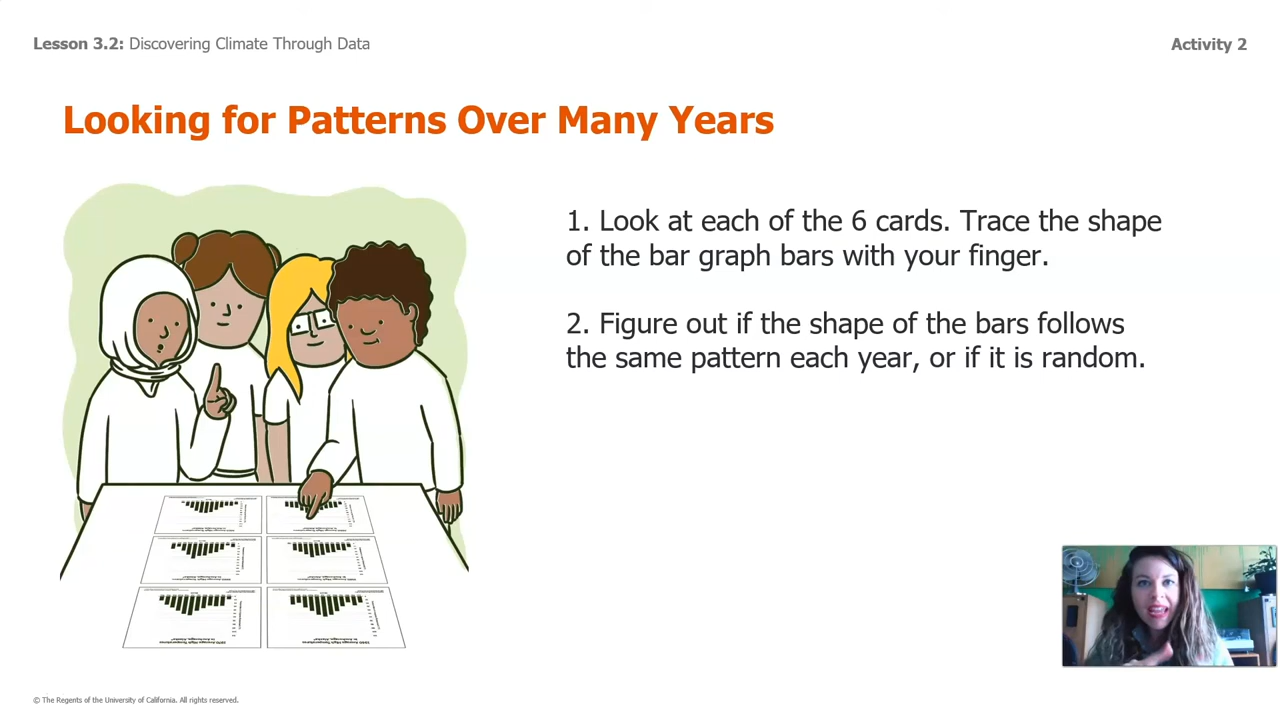 Lesson 3.2: Discovering Climate Through Data
Activity 2
Looking for Patterns Over Many Years
1. Look at each of the 6 cards. Trace the shape
of the bar graph bars with your finger.
2. Figure out if the shape of the bars follows
the same pattern each year, or if it is random.
© The Regents of the University of California. All rights reserved.